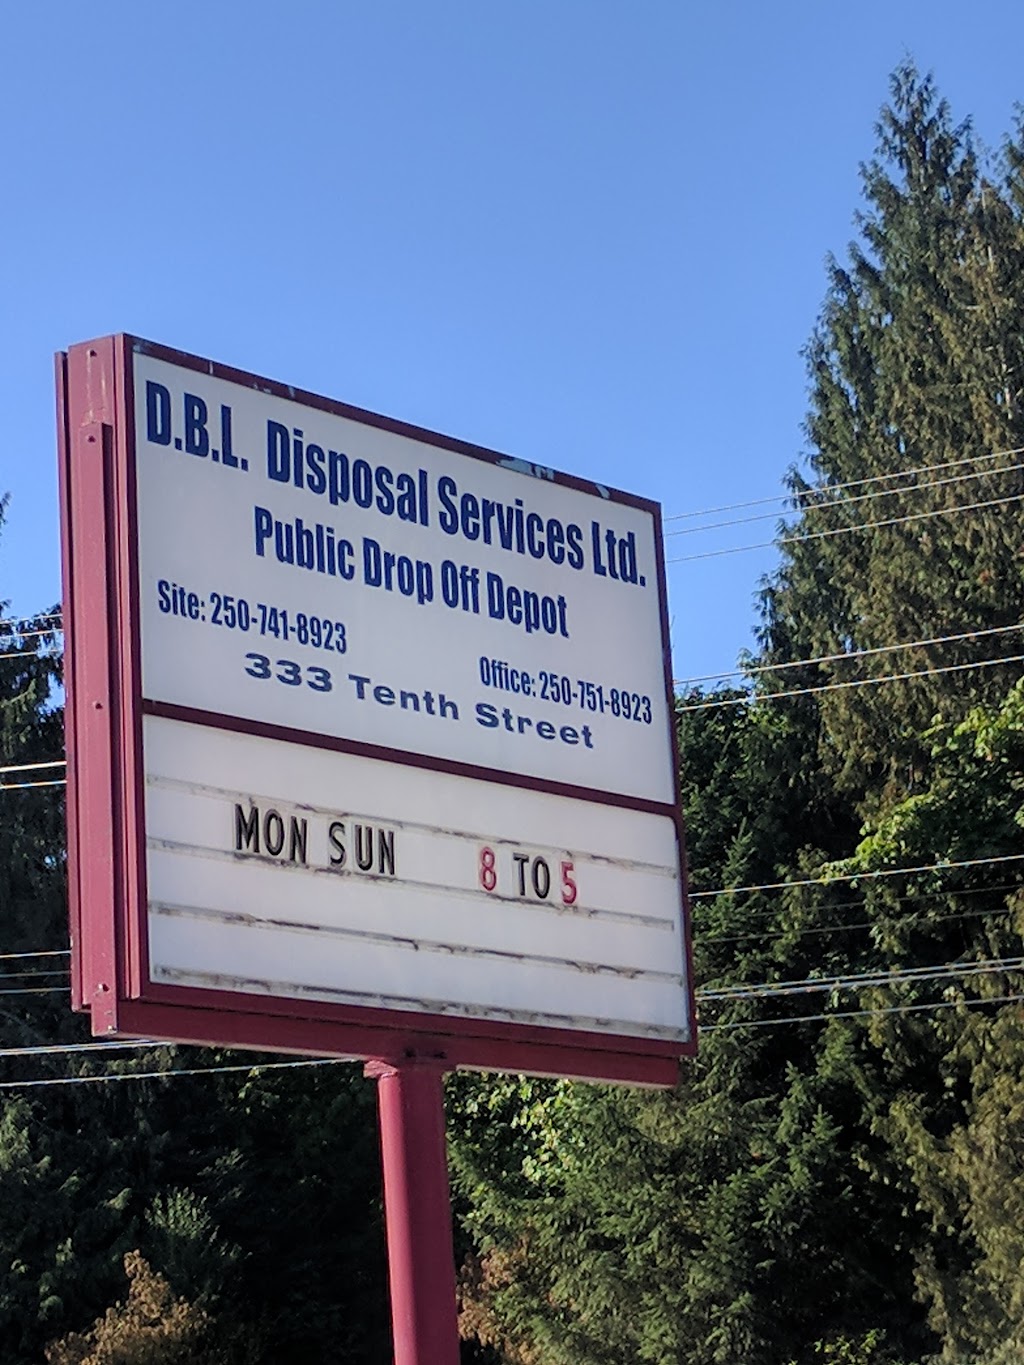 D.B.L. Disposal Services Ltd.
Public Drop Off Depot
Site: 250-741-8923
Office: 250-751-8923
333 Tenth Street
MON SUN 8 TO 5